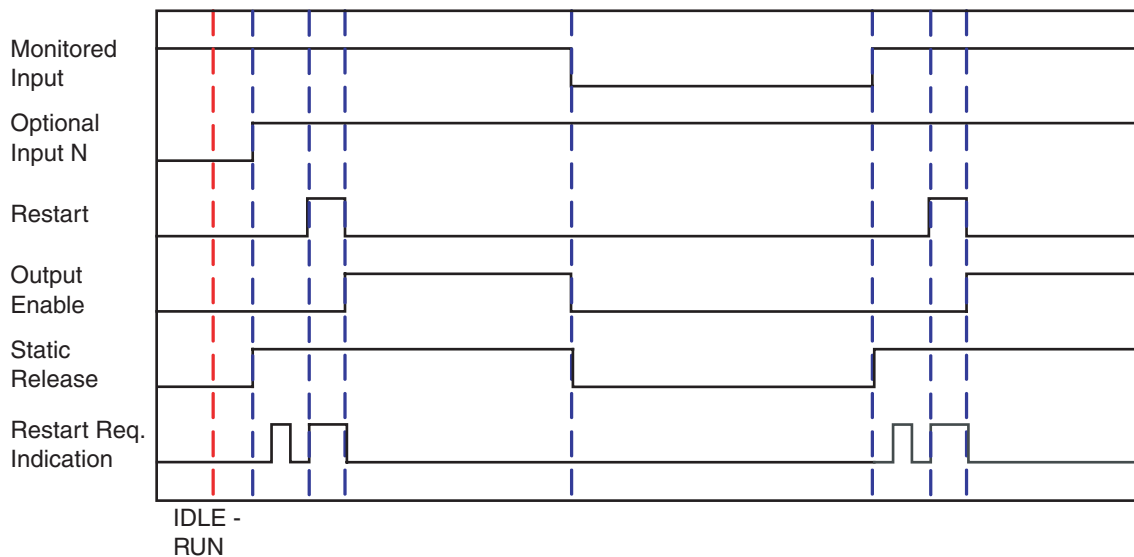 Monitored
Input
Optional
Input N
Restart
Output
Enable
Static
Release
Restart Req.
Indication
IDLE -
RUN